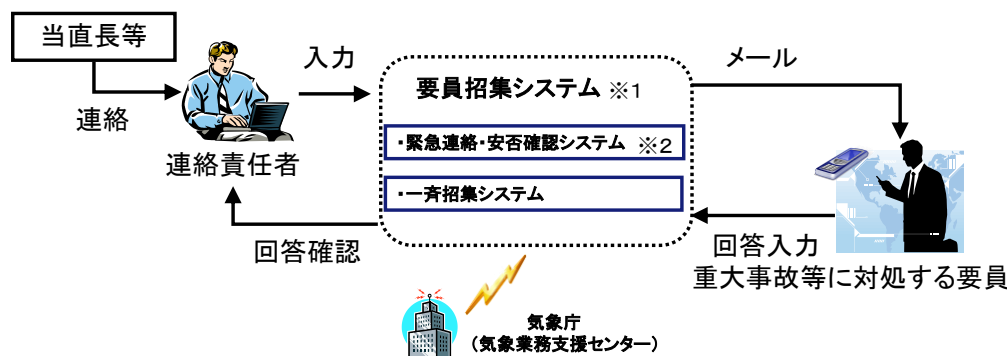 当直長等
連絡
連絡責任者
入力
要員招集システム ※1
・緊急連絡・安否確認システム ※2
・一斉招集システム
メール
回答確認
回答入力
重大事故等に対処する要員
気象庁
（気象業務支援センター）